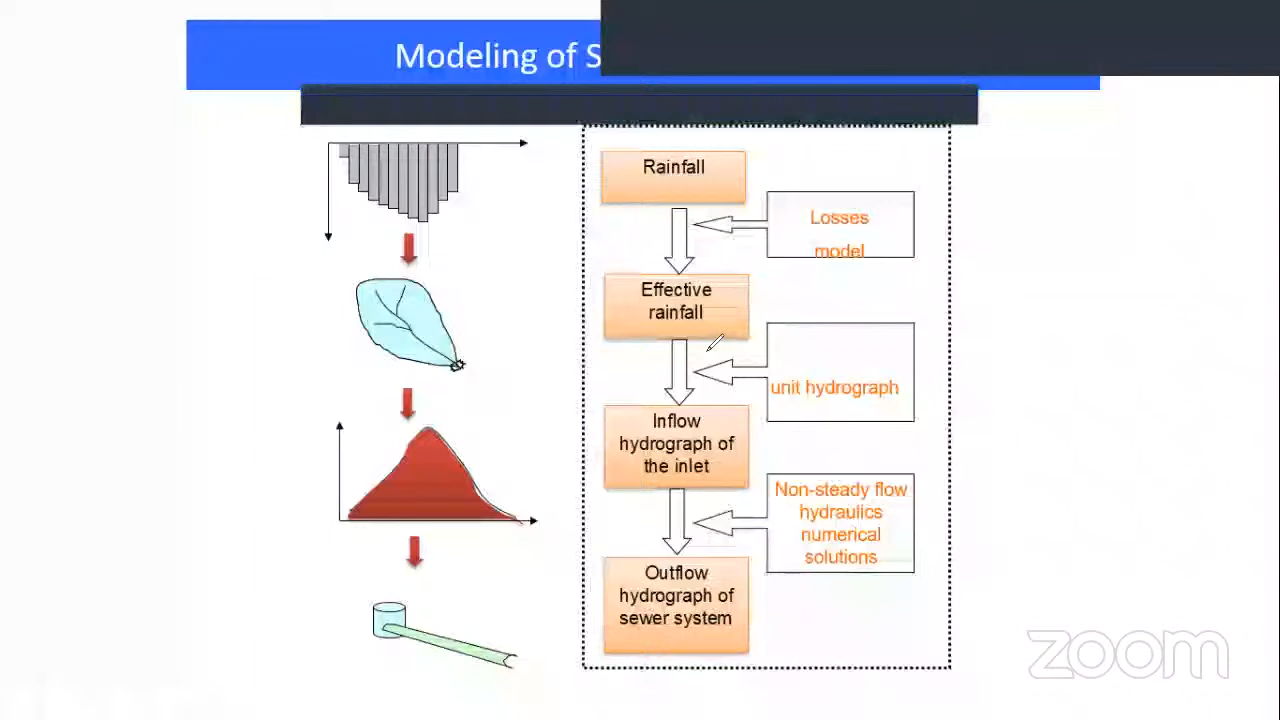 Modeling of S
Rainfall
Losses
model
Effective
rainfall
unit hydrograph
Inflow
hydrograph of
the inlet
Non-steady flow
hydraulics
numerical
solutions
Outflow
hydrograph of
sewer system
zoom